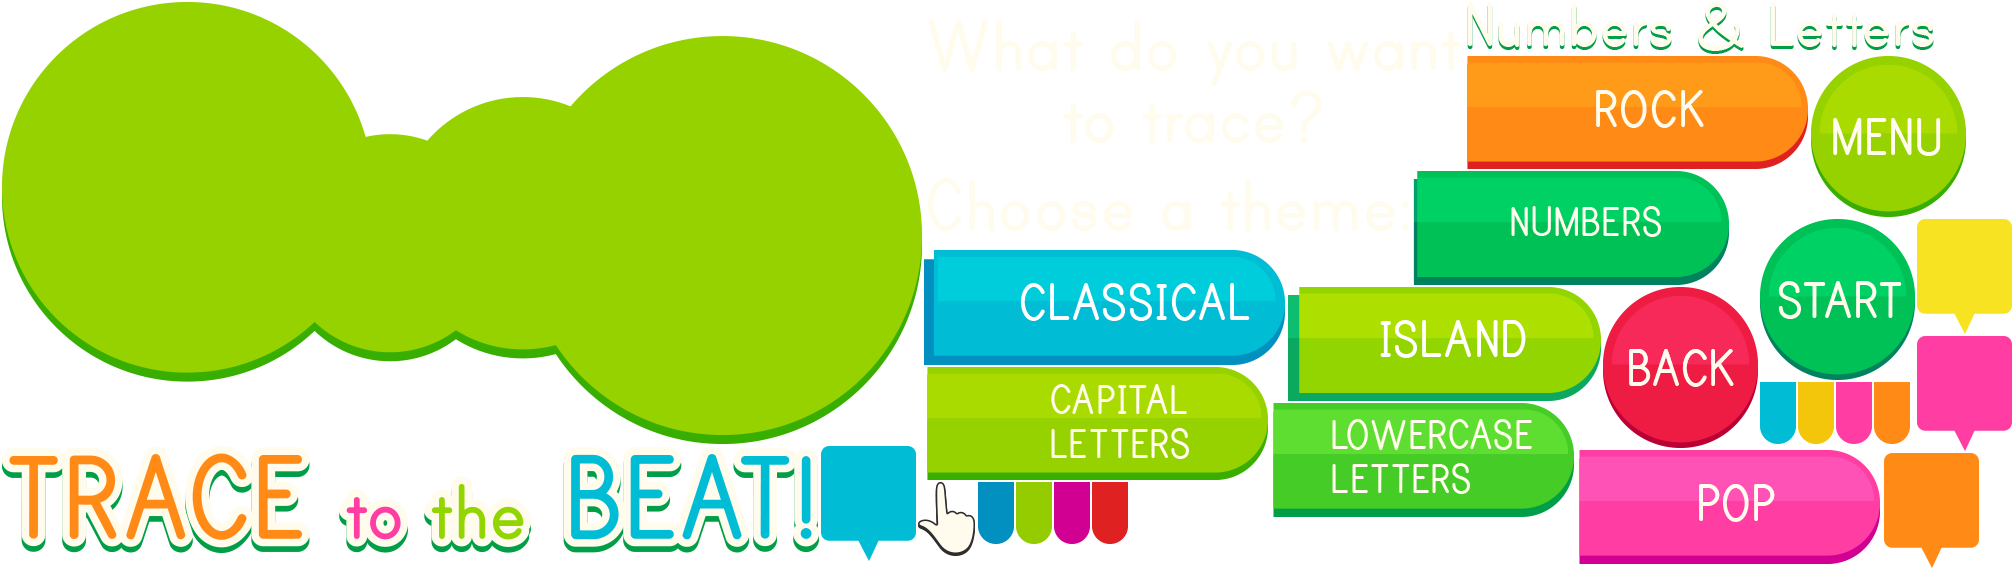 What do you want
to trace?
Numbers & Letters
ROCK
MENU
Choose a theme:
NUMBERS
CLASSICAL
ISLAND
START
BACK
CAPITAL
LETTERS
LOWERCASE
LETTERS
POP
TRACE to the BEAT!